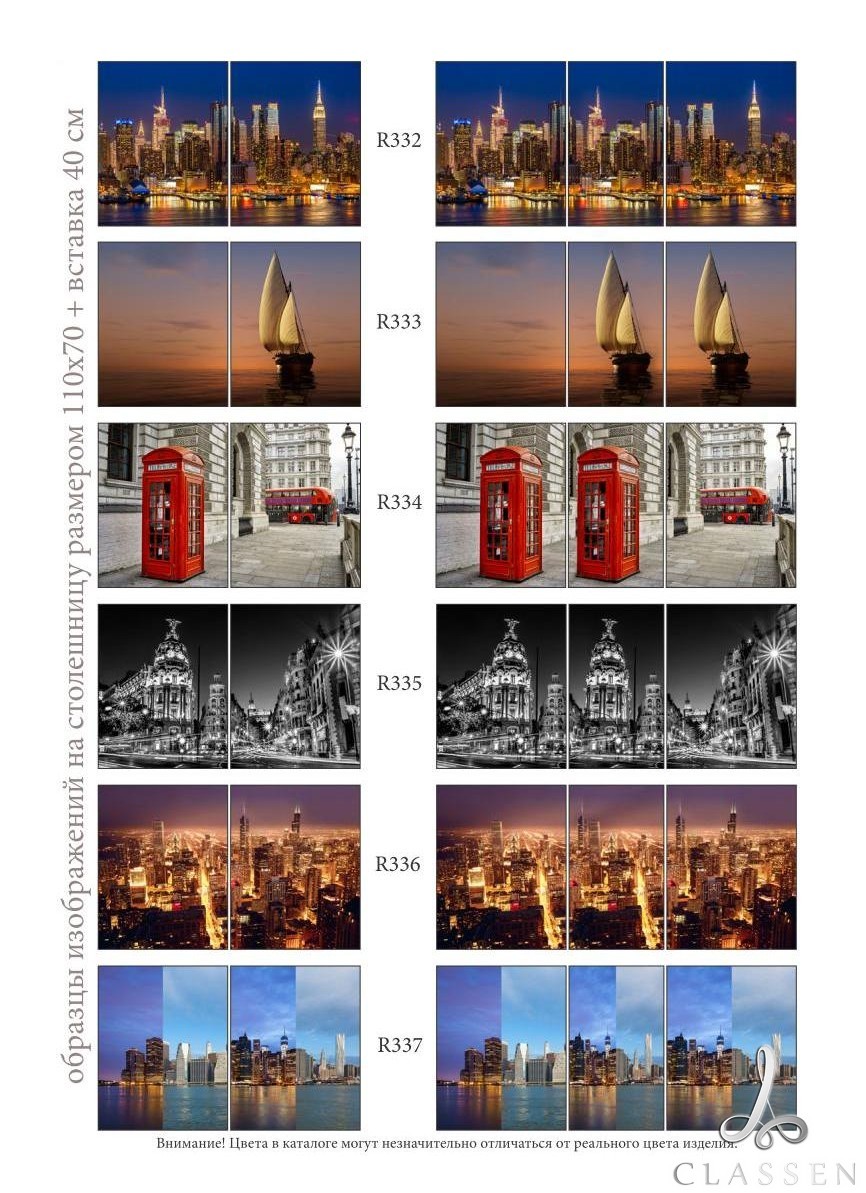 образцы изображений на столешницу размером 110х70 + вставка 40 см
R332
R333
R334
R335
R336
R337
Внимание! Цвета в каталоге могут незначительно отличаться от реального цвета изделия.
CLASSEN